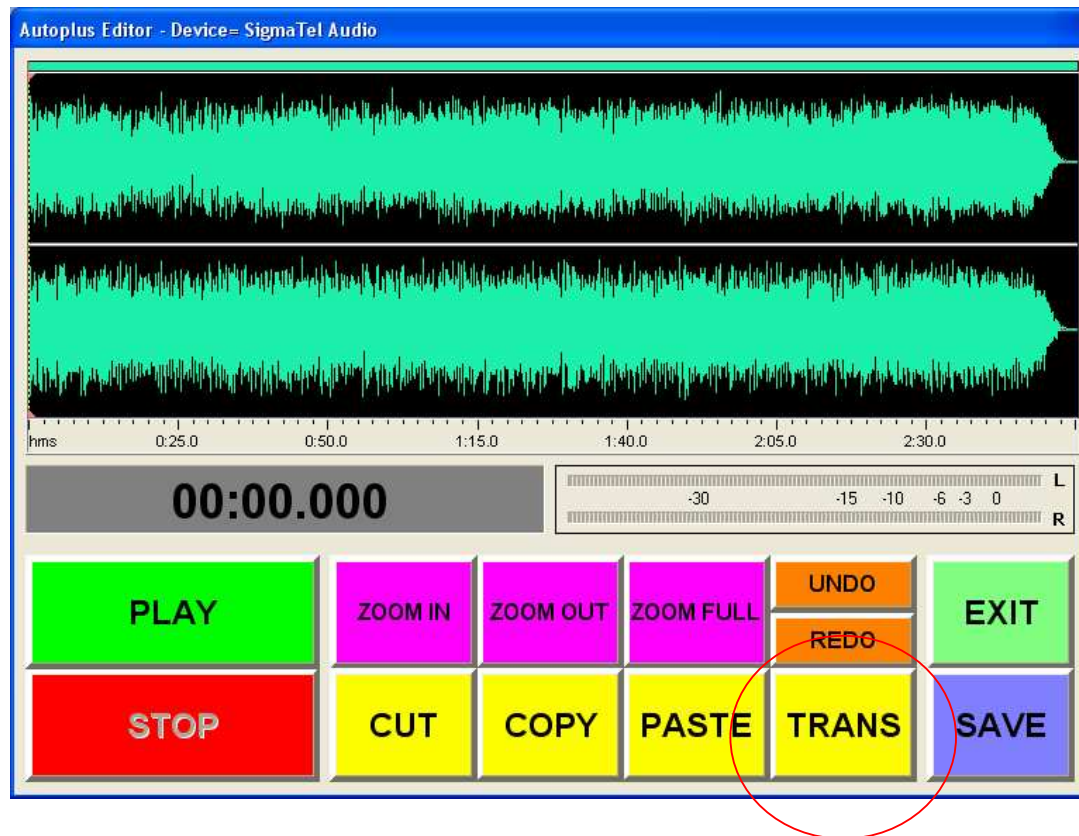 Autoplus Editor - Device= SigmaTel Audio
hms 0:25.0 0:50.0 1:15.0 1:40.0 2:05.0 2:30.0
00:00.000
L
-30 -15 -10 -6 -3 0
R
PLAY ZOOM IN ZOOM OUT ZOOM FULL UNDO EXIT
REDO
STOP CUT COPY PASTE TRANS SAVE